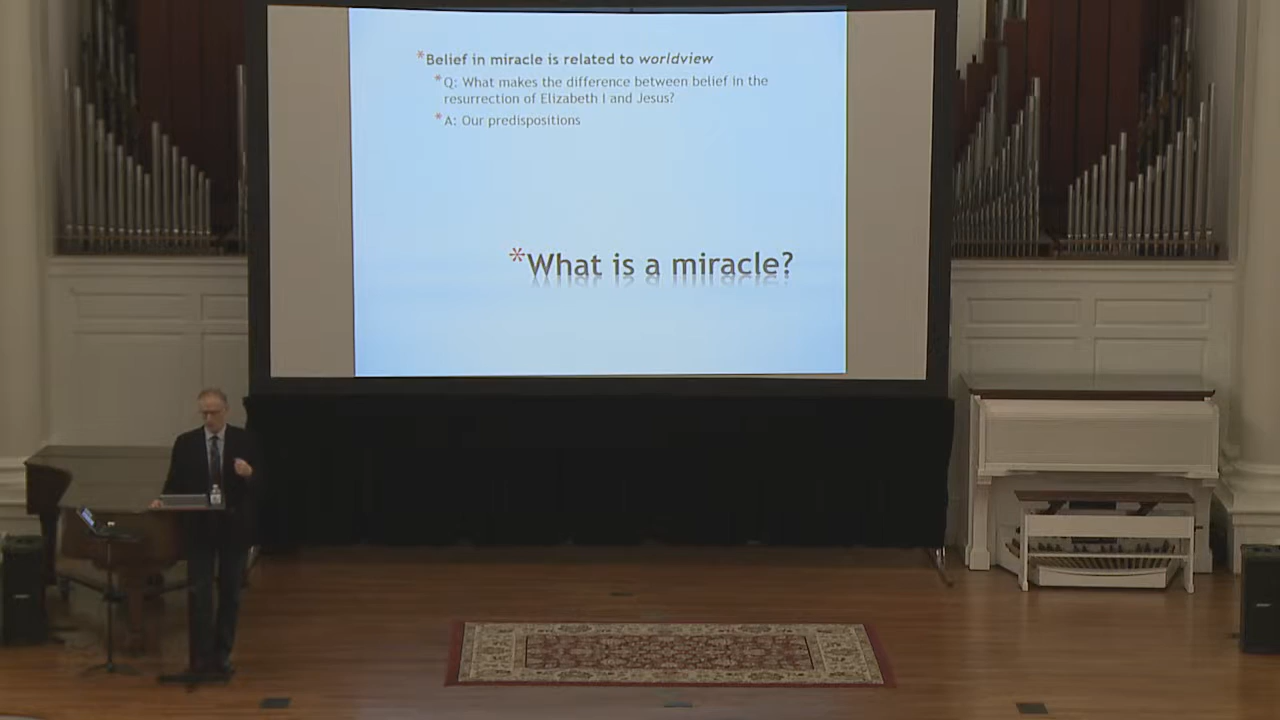 *Belief in miracle is related to worldview
*Q: What makes the difference between belief in the
resurrection of Elizabeth I and Jesus?
*A: Our predispositions
*What is a miracle?